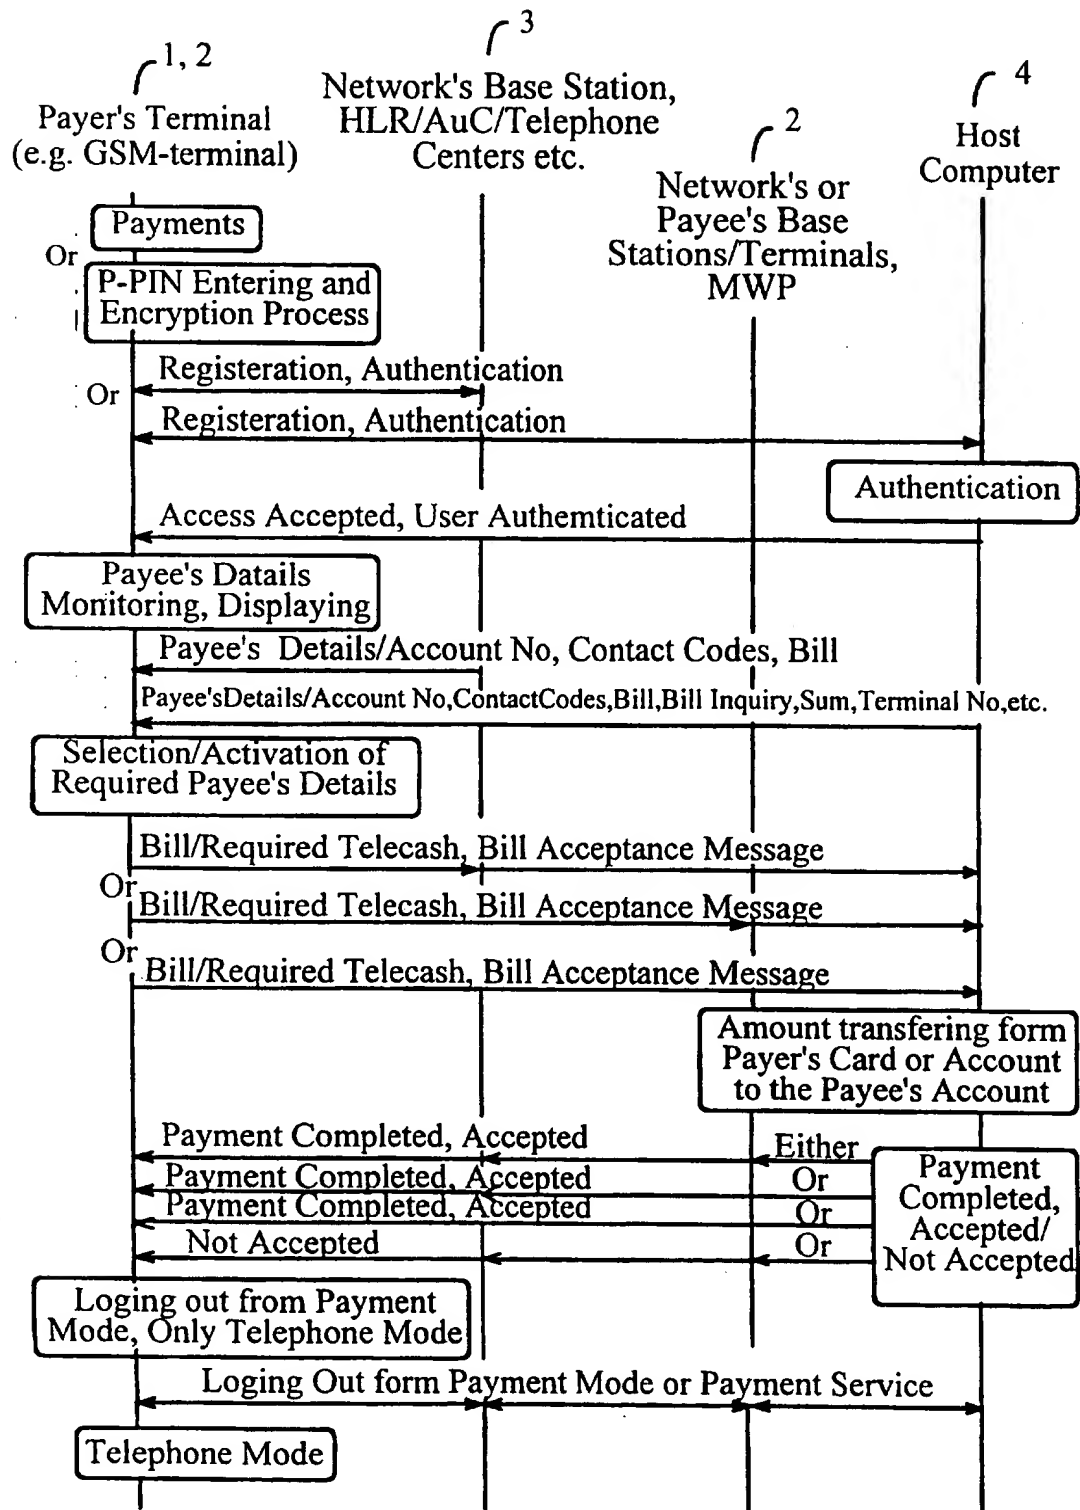 1, 2
3
4
2
Payer's Terminal
(e.g. GSM-terminal)
Network's Base Station,
HLR/AuC/Telephone
Centers etc.
Network's or
Payee's Base
Stations/Terminals,
MWP
Host
Computer
Payments
Or
P-PIN Entering and
Encryption Process
Registeration, Authentication
Or
Registeration, Authentication
Authentication
Access Accepted, User Authemticated
Payee's Datails
Monitoring, Displaying
Payee's Details/Account No, Contact Codes, Bill
Payee'sDetails/Account No,ContactCodes,Bill,Bill Inquiry,Sum,Terminal No,etc.
Selection/Activation of
Required Payee's Details
Bill/Required Telecash, Bill Acceptance Message
Or
Bill/Required Telecash, Bill Acceptance Message
Or
Bill/Required Telecash, Bill Acceptance Message
Amount transfering form
Payer's Card or Account
to the Payee's Account
Payment Completed, Accepted
Either
Payment Completed, Accepted
Or
Payment Completed, Accepted
Or
Not Accepted
Or
Payment
Completed,
Accepted/
Not Accepted
Loging out from Payment
Mode, Only Telephone Mode
Loging Out form Payment Mode or Payment Service
Telephone Mode